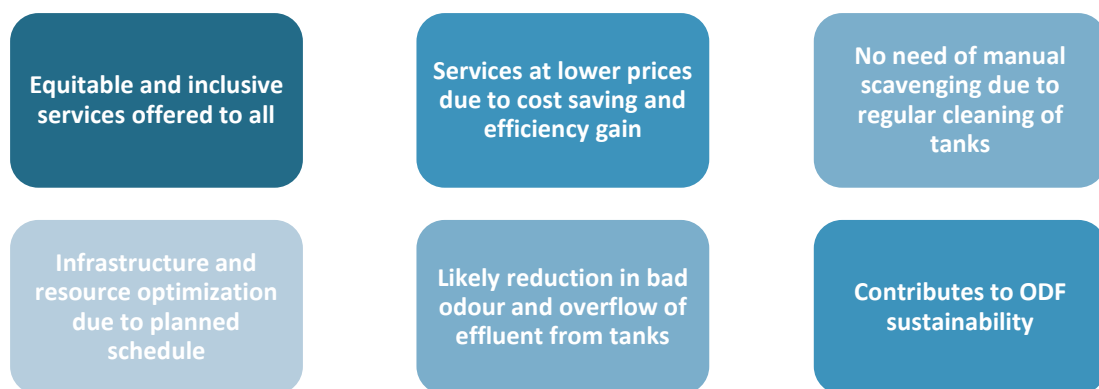 Equitable and inclusive
services offered to all
Services at lower prices
due to cost saving and
efficiency gain
No need of manual
scavenging due to
regular cleaning of
tanks
Infrastructure and
resource optimization
due to planned
schedule
Likely reduction in bad
odour and overflow of
effluent from tanks
Contributes to ODF
sustainability